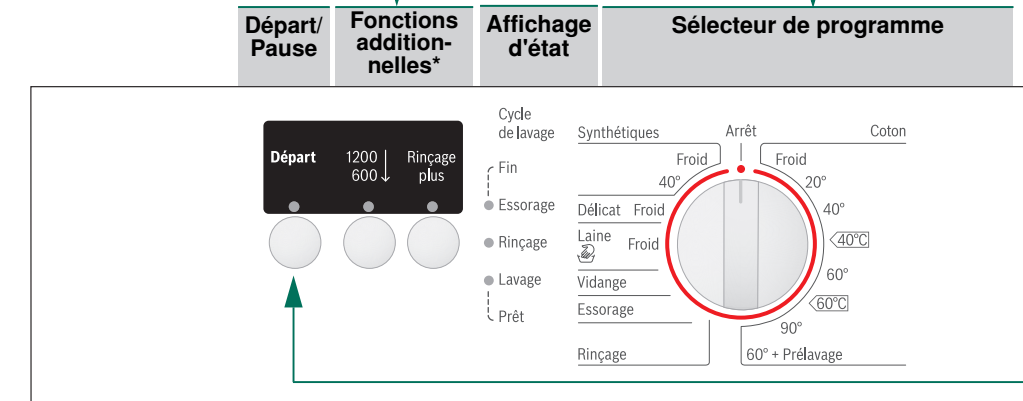 Départ/
Pause
Fonctions
addition-
nelles*
Affichage
d'état
Sélecteur de programme
Départ
1200
600
Rinçage
plus
Cycle
de lavage
Fin
Essorage
Rinçage
Lavage
Prêt
Synthétiques
Froid
40°
Délicat Froid
Laine
Froid
Vidange
Essorage
Rinçage
Arrêt
Coton
Froid
20°
40°
40°C
60°
60°C
90°
60° + Prélavage